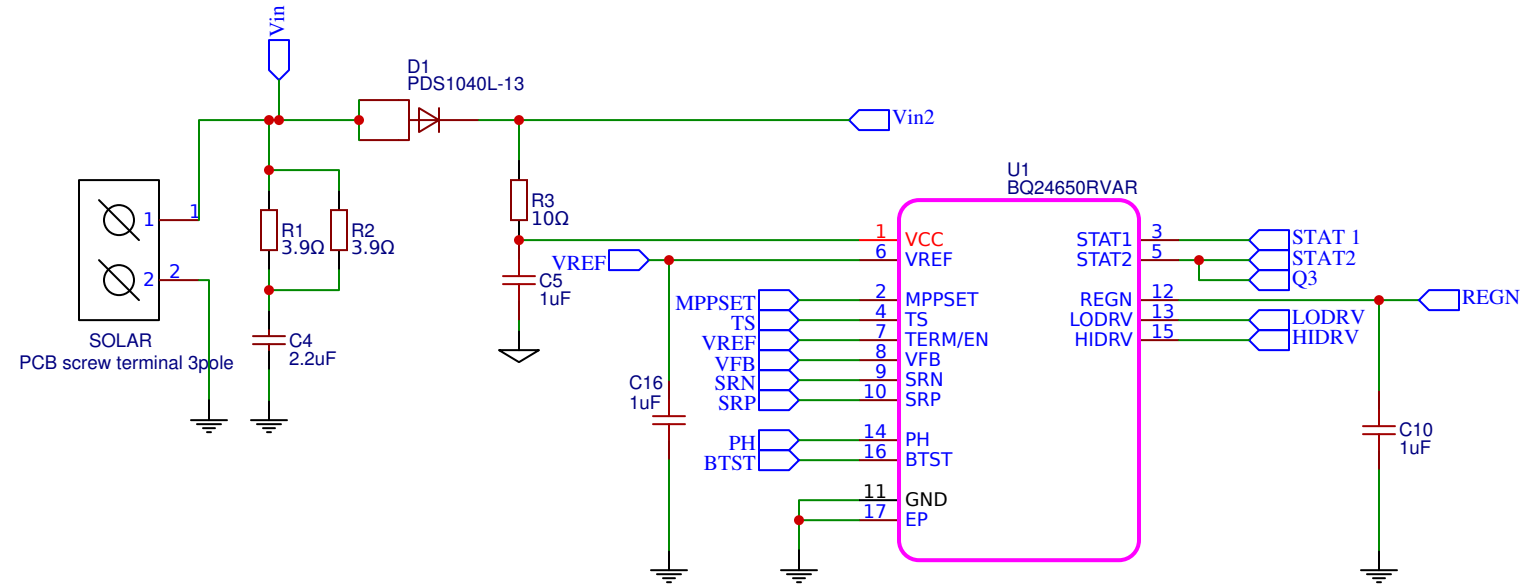 Vin
D1
PDS1040L-13
Vin2
1
1
2
2
SOLAR
PCB screw terminal 3pole
R1
3.9Ω
R2
3.9Ω
C4
2.2uF
R3
10Ω
C5
1uF
VREF
C16
1uF
U1
BQ24650RVAR
1 VCC
6 VREF
MPPSET 2 MPPSET
TS 4 TS
VREF 7 TERM/EN
VFB 8 VFB
SRN 9 SRN
SRP 10 SRP
PH 14 PH
BTST 16 BTST
11 GND
17 EP
STAT1 3 STAT 1
STAT2 5 STAT2
Q3
REGN 12 REGN
LODRV 13 LODRV
HIDRV 15 HIDRV
C10
1uF